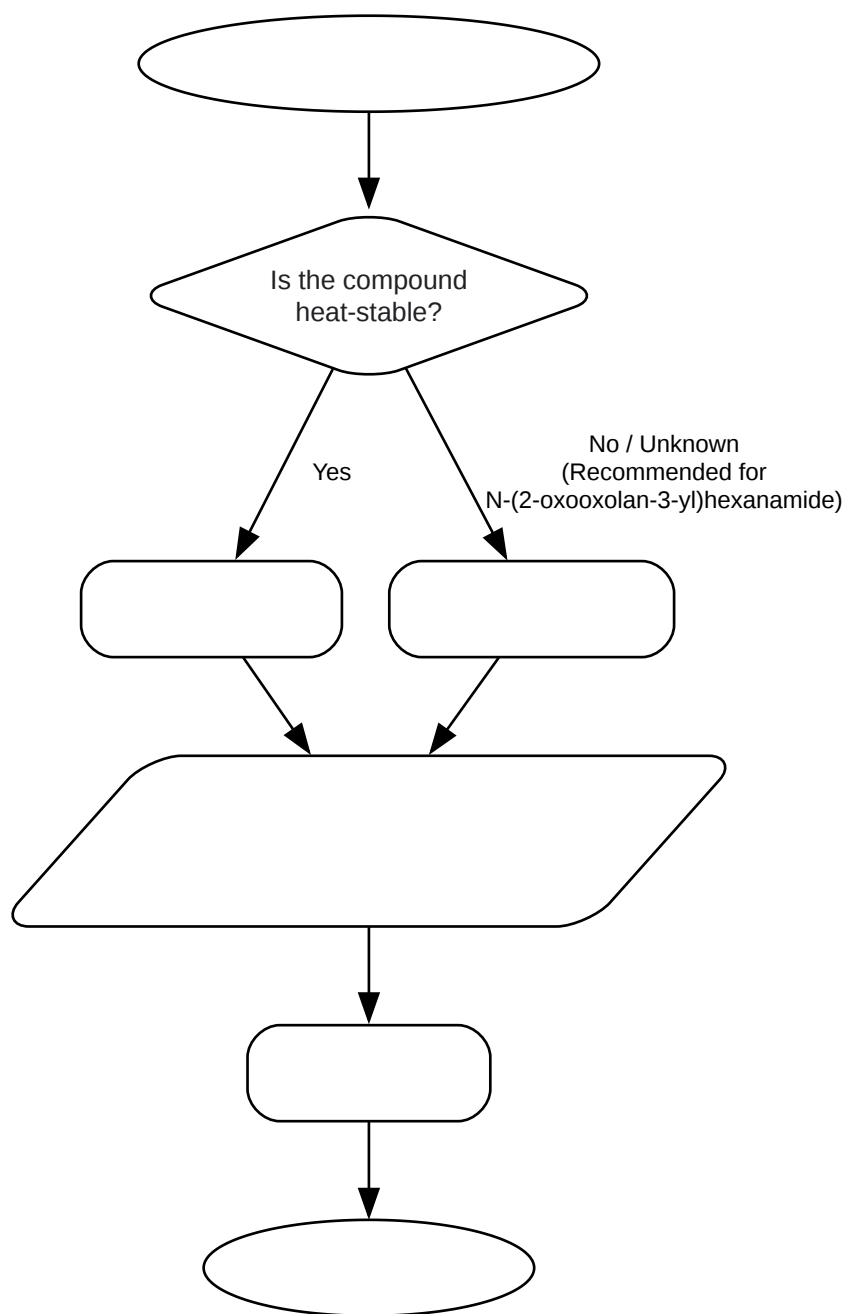 Is the compound
heat-stable?
No / Unknown
(Recommended for
N-(2-oxooxolan-3-yl)hexanamide)
Yes